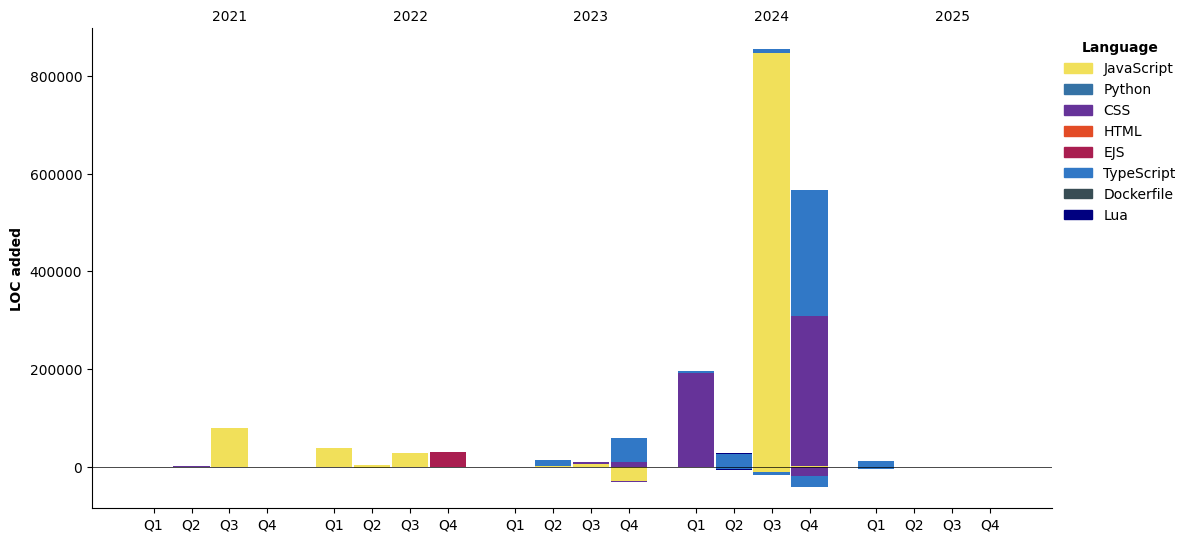 2021 2022 2023 2024 2025
Language
JavaScript
Python
CSS
HTML
EJS
TypeScript
Dockerfile
Lua
LOC added
800000
600000
400000
200000
0
Q1 Q2 Q3 Q4 Q1 Q2 Q3 Q4 Q1 Q2 Q3 Q4 Q1 Q2 Q3 Q4 Q1 Q2 Q3 Q4